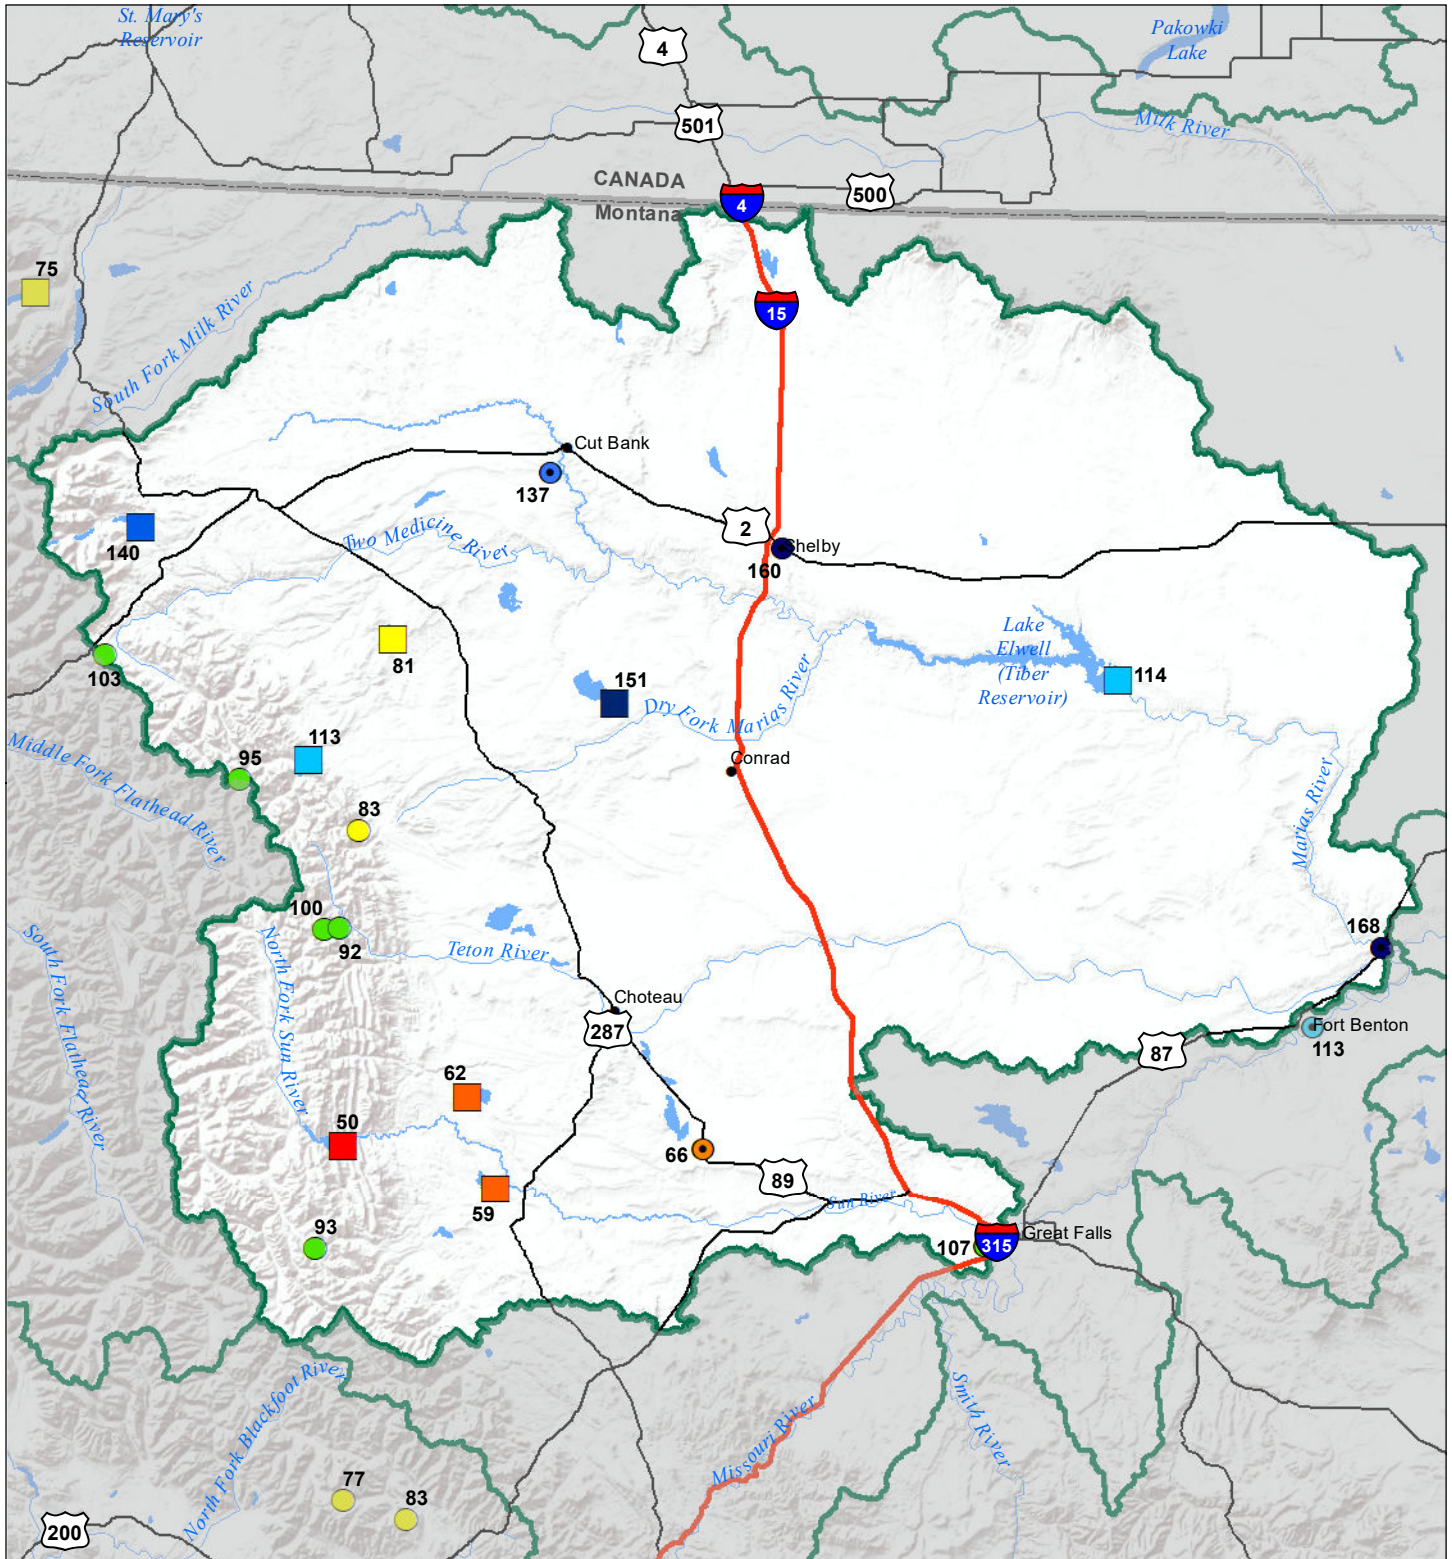 St. Mary's
Reservoir
4
Pakowki
Lake
501
Milk River
CANADA
Montana
4
500
75
15
South Fork Milk River
Cut Bank
137
2
Shelby
160
140
Two Medicine River
Lake
Elwell
(Tiber
Reservoir)
114
81
103
151
Dry Fork Marias River
113
95
Conrad
Middle Fork Flathead River
83
Marias River
100
92
168
Teton River
South Fork Flathead River
North Fork Sun River
Choteau
287
Fort Benton
113
87
62
50
66
89
59
Sun River
93
107
315
Great Falls
North Fork Blackfoot River
Missouri River
Smith River
77
83
200